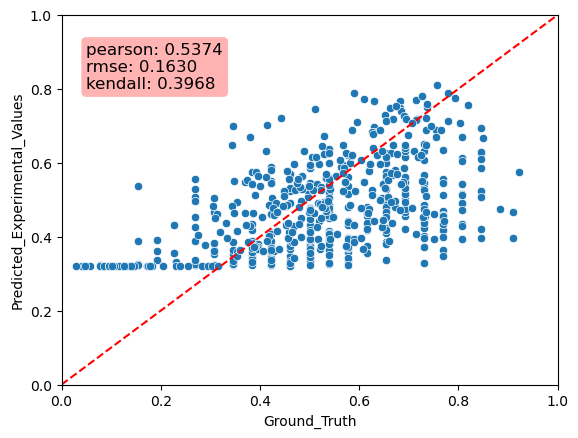 pearson: 0.5374
rmse: 0.1630
kendall: 0.3968
1.0
0.8
0.6
0.4
0.2
0.0
Predicted_Experimental_Values
0.0 0.2 0.4 0.6 0.8 1.0
Ground_Truth